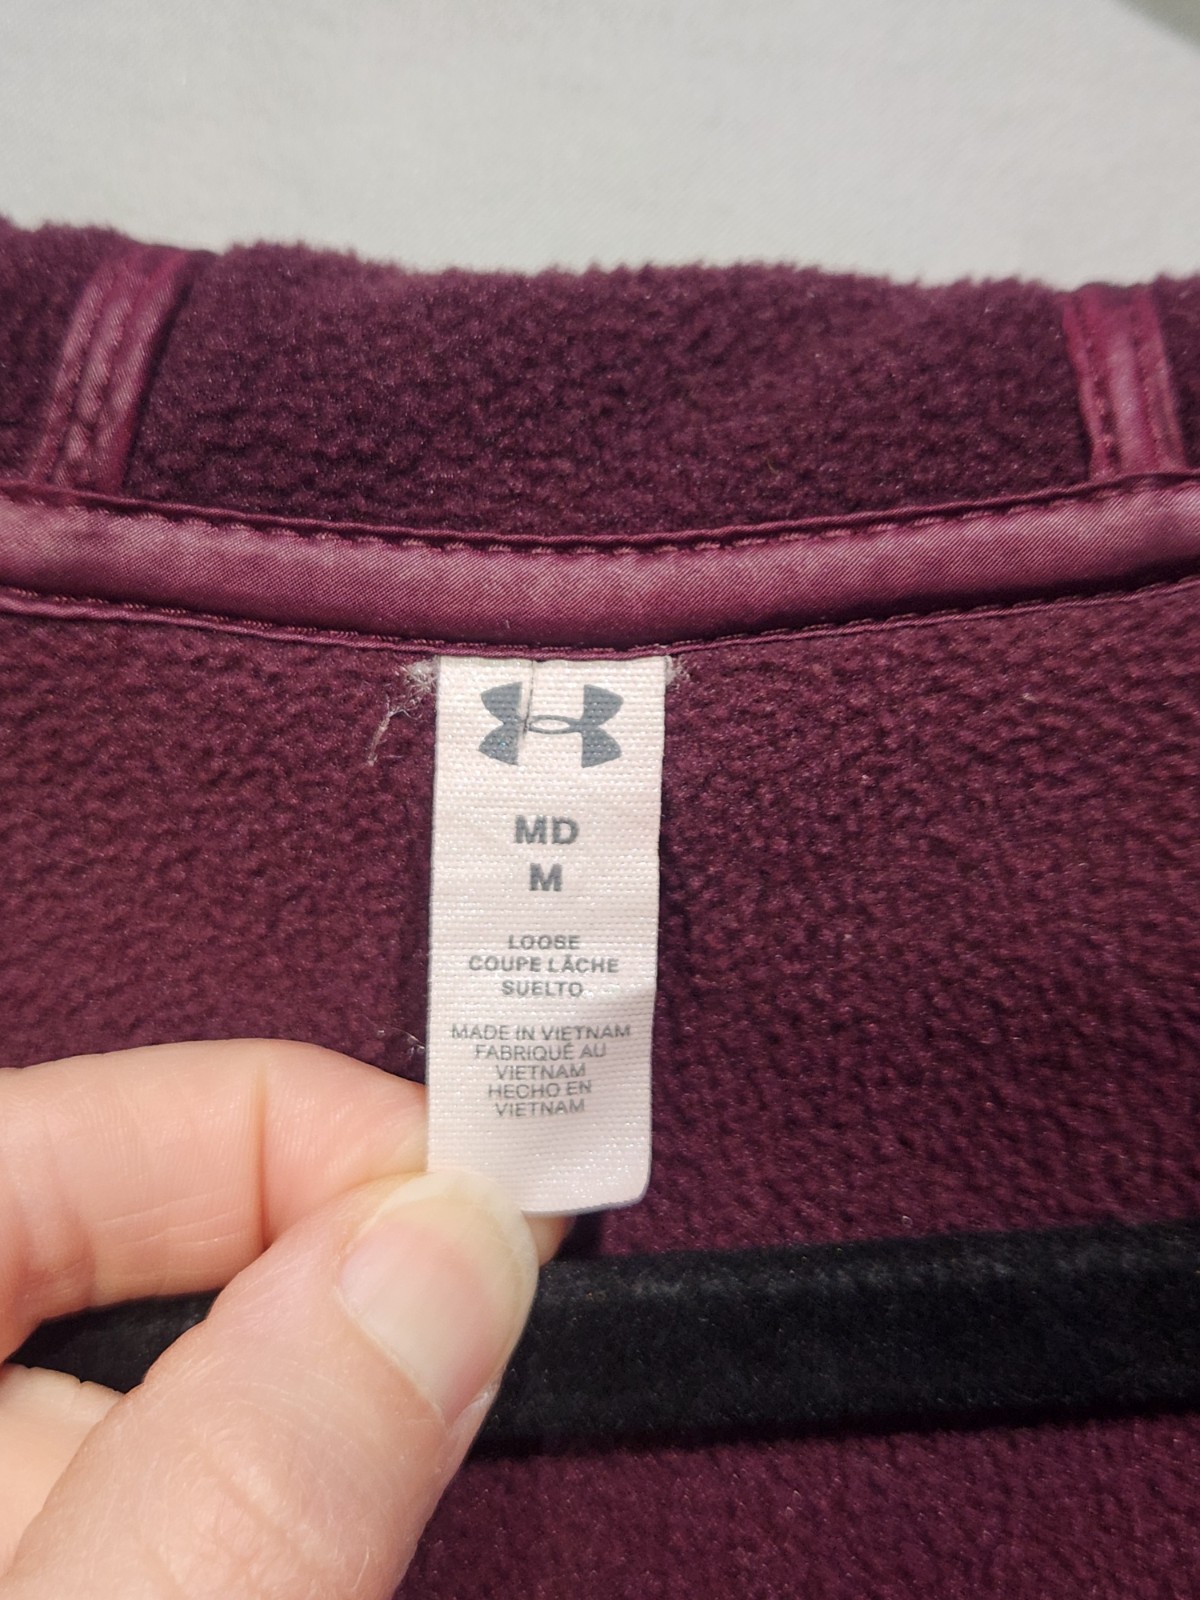 MD
M
LOOSE
COUPE LÂCHE
SUELTO
MADE IN VIETNAM
FABRIQUÉ AU
VIETNAM
HECHO EN
VIETNAM